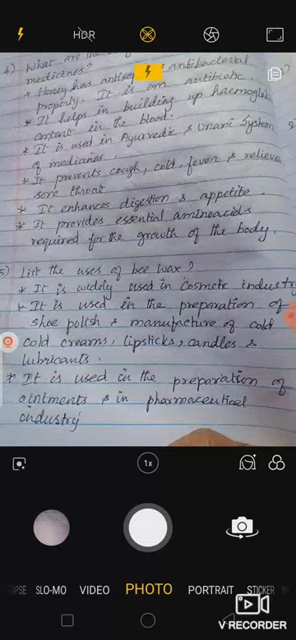 HDR
4) What are the
medicines?
* Honey has antibacterial
property. It is an antibiotic.
* It helps in building up haemoglo
content in the blood.
* It is used in Ayurvedic & Unani System
of medicines.
* It prevents cough, cold, fever & relieves
sore throat
* It enhances digestion & appetite.
* It provides essential aminoacids
required for the growth of the body.
5) List the uses of bee wax?
* It is widely used in Cosmetic industry
* It is used in the preparation of
shoe polish & manufacture of cold
cold creams, lipsticks, candles &
lubricants.
* It is used in the preparation of
ointments & in pharmaceutical
industry
1x
SLO-MO VIDEO PHOTO PORTRAIT STICKER
V RECORDER